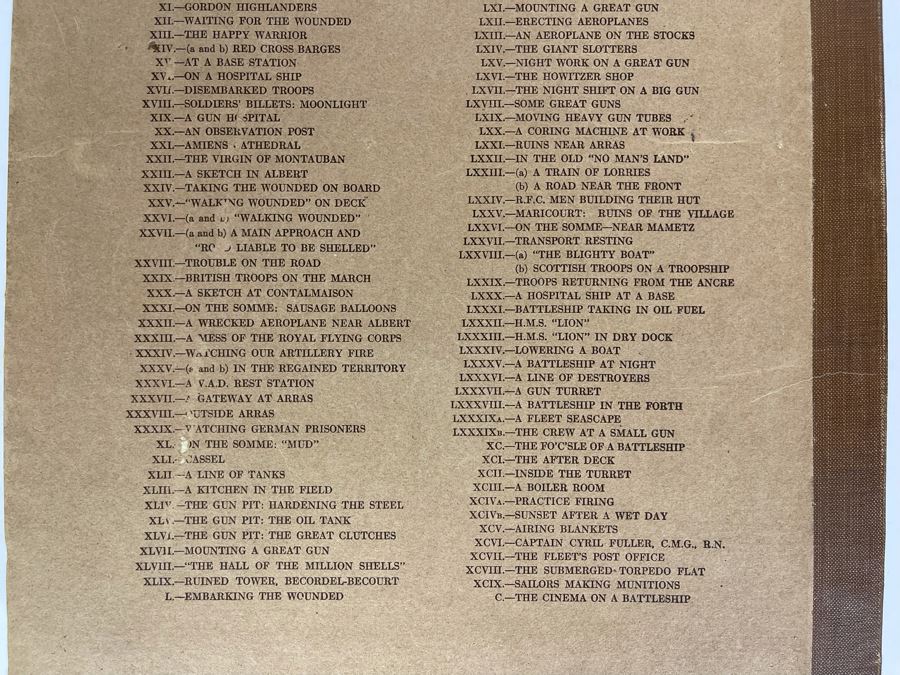 XI.—GORDON HIGHLANDERS
XII.—WAITING FOR THE WOUNDED
XIII.—THE HAPPY WARRIOR
XIV.—(a and b) RED CROSS BARGES
XV.—AT A BASE STATION
XVI.—ON A HOSPITAL SHIP
XVII.—DISEMBARKED TROOPS
XVIII.—SOLDIERS' BILLETS: MOONLIGHT
XIX.—A GUN HOSPITAL
XX.—AN OBSERVATION POST
XXI.—AMIENS CATHEDRAL
XXII.—THE VIRGIN OF MONTAUBAN
XXIII.—A SKETCH IN ALBERT
XXIV.—TAKING THE WOUNDED ON BOARD
XXV.—"WALKING WOUNDED" ON DECK
XXVI.—(a and b) "WALKING WOUNDED"
XXVII.—(a and b) A MAIN APPROACH AND
"ROAD LIABLE TO BE SHELLED"
XXVIII.—TROUBLE ON THE ROAD
XXIX.—BRITISH TROOPS ON THE MARCH
XXX.—A SKETCH AT CONTALMAISON
XXXI.—ON THE SOMME: SAUSAGE BALLOONS
XXXII.—A WRECKED AEROPLANE NEAR ALBERT
XXXIII.—A MESS OF THE ROYAL FLYING CORPS
XXXIV.—WATCHING OUR ARTILLERY FIRE
XXXV.—(a and b) IN THE REGAINED TERRITORY
XXXVI.—A V.A.D. REST STATION
XXXVII.—A GATEWAY AT ARRAS
XXXVIII.—OUTSIDE ARRAS
XXXIX.—WATCHING GERMAN PRISONERS
XL.—ON THE SOMME: "MUD"
XLI.—CASSEL
XLII.—A LINE OF TANKS
XLIII.—A KITCHEN IN THE FIELD
XLIV.—THE GUN PIT: HARDENING THE STEEL
XLV.—THE GUN PIT: THE OIL TANK
XLVI.—THE GUN PIT: THE GREAT CLUTCHES
XLVII.—MOUNTING A GREAT GUN
XLVIII.—"THE HALL OF THE MILLION SHELLS"
XLIX.—RUINED TOWER, BECORDEL-BECOURT
L.—EMBARKING THE WOUNDED
LXI.—MOUNTING A GREAT GUN
LXII.—ERECTING AEROPLANES
LXIII.—AN AEROPLANE ON THE STOCKS
LXIV.—THE GIANT SLOTTERS
LXV.—NIGHT WORK ON A GREAT GUN
LXVI.—THE HOWITZER SHOP
LXVII.—THE NIGHT SHIFT ON A BIG GUN
LXVIII.—SOME GREAT GUNS
LXIX.—MOVING HEAVY GUN TUBES
LXX.—A CORING MACHINE AT WORK
LXXI.—RUINS NEAR ARRAS
LXXII.—IN THE OLD "NO MAN'S LAND"
LXXIII.—(a) A TRAIN OF LORRIES
(b) A ROAD NEAR THE FRONT
LXXIV.—R.F.C. MEN BUILDING THEIR HUT
LXXV.—MARICOURT: RUINS OF THE VILLAGE
LXXVI.—ON THE SOMME—NEAR MAMETZ
LXXVII.—TRANSPORT RESTING
LXXVIII.—(a) "THE BLIGHTY BOAT"
(b) SCOTTISH TROOPS ON A TROOPSHIP
LXXIX.—TROOPS RETURNING FROM THE ANCRE
LXXX.—A HOSPITAL SHIP AT A BASE
LXXXI.—BATTLESHIP TAKING IN OIL FUEL
LXXXII.—H.M.S. "LION"
LXXXIII.—H.M.S. "LION" IN DRY DOCK
LXXXIV.—LOWERING A BOAT
LXXXV.—A BATTLESHIP AT NIGHT
LXXXVI.—A LINE OF DESTROYERS
LXXXVII.—A GUN TURRET
LXXXVIII.—A BATTLESHIP IN THE FORTH
LXXXIXA.—A FLEET SEASCAPE
LXXXIXB.—THE CREW AT A SMALL GUN
XC.—THE FO'C'SLE OF A BATTLESHIP
XCI.—THE AFTER DECK
XCII.—INSIDE THE TURRET
XCIII.—A BOILER ROOM
XCIVA.—PRACTICE FIRING
XCIVB.—SUNSET AFTER A WET DAY
XCV.—AIRING BLANKETS
XCVI.—CAPTAIN CYRIL FULLER, C.M.G., R.N.
XCVII.—THE FLEET'S POST OFFICE
XCVIII.—THE SUBMERGED TORPEDO FLAT
XCIX.—SAILORS MAKING MUNITIONS
C.—THE CINEMA ON A BATTLESHIP